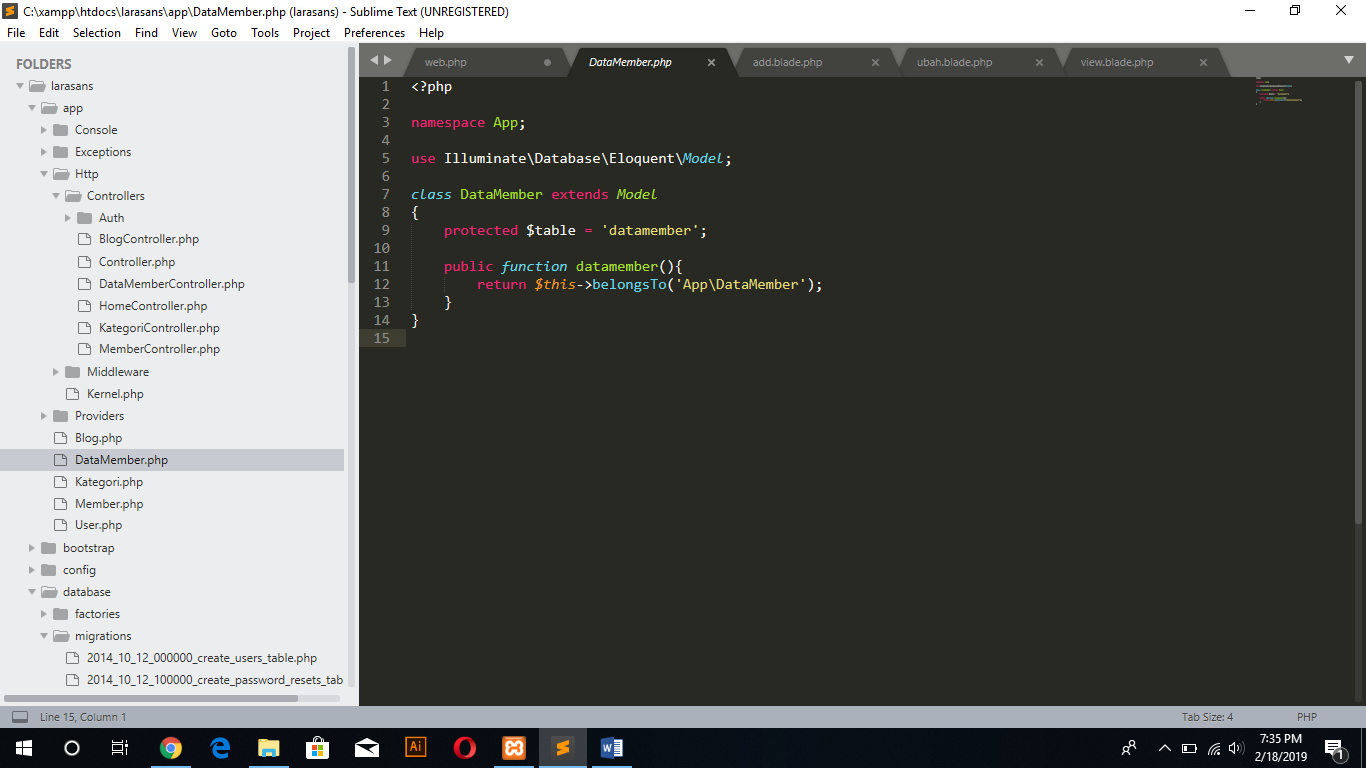 C:\xampp\htdocs\larasans\app\DataMember.php (larasans) - Sublime Text (UNREGISTERED)
File Edit Selection Find View Goto Tools Project Preferences Help
FOLDERS
larasans
app
Console
Exceptions
Http
Controllers
Auth
BlogController.php
Controller.php
DataMemberController.php
HomeController.php
KategoriController.php
MemberController.php
Middleware
Kernel.php
Providers
Blog.php
DataMember.php
Kategori.php
Member.php
User.php
bootstrap
config
database
factories
migrations
2014_10_12_000000_create_users_table.php
2014_10_12_100000_create_password_resets_tab
web.php DataMember.php add.blade.php ubah.blade.php view.blade.php
1 <?php
2
3 namespace App;
4
5 use Illuminate\Database\Eloquent\Model;
6
7 class DataMember extends Model
8 {
9 protected $table = 'datamember';
10
11 public function datamember(){
12 return $this->belongsTo('App\DataMember');
13 }
14 }
15
Line 15, Column 1 Tab Size: 4 PHP
Ai W
7:35 PM
2/18/2019
1